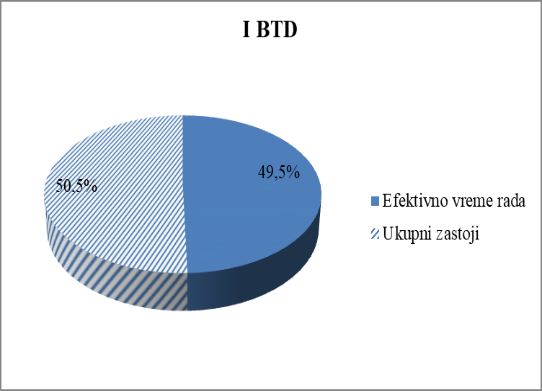 I BTD
50,5%
49,5%
Efektivno vreme rada
Ukupni zastoji